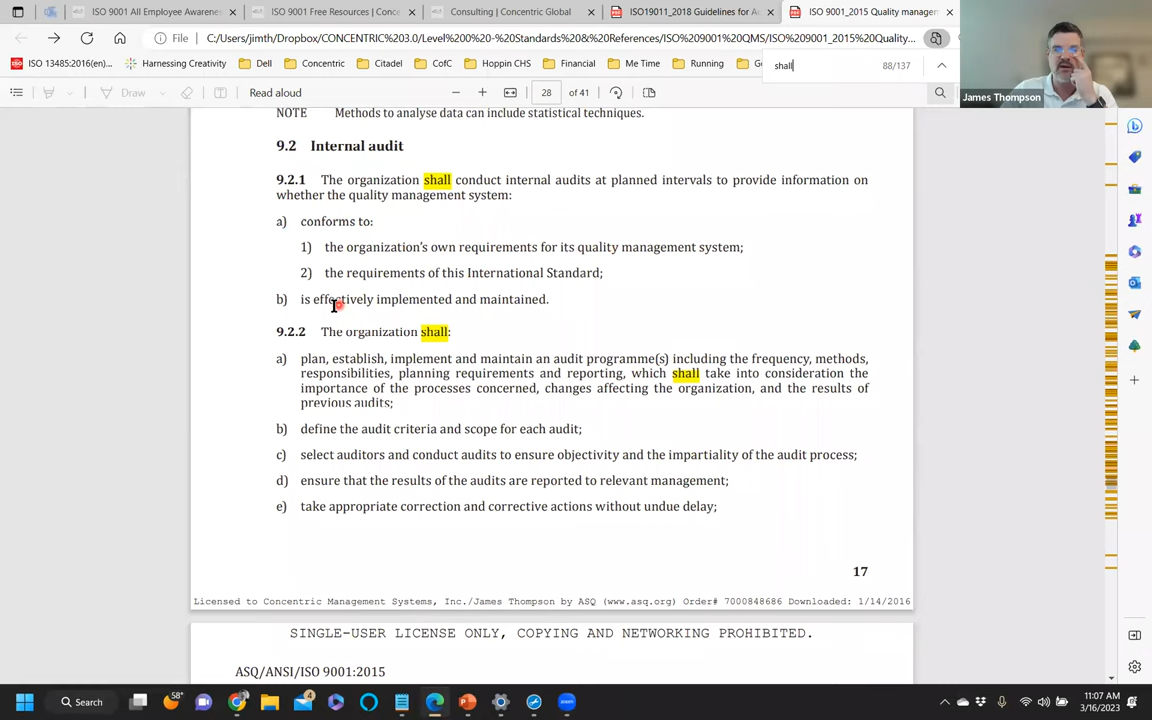 ISO 9001 All Employee Awarenes
ISO 9001 Free Resources | Conce
Consulting | Concentric Global
ISO19011_2018 Guidelines for A
ISO 9001_2015 Quality managem
File
C:/Users/jimth/Dropbox/CONCENTRIC%203.0/Level%200%20-%20Standards%20&%20References/ISO%209001%20QMS/ISO%209001_2015%20Quality...
ISO 13485:2016(en)...
Harnessing Creativity
Dell
Concentric
Citadel
CofC
Hoppin CHS
Financial
Me Time
Running
shall
88/137
Draw
Read aloud
28
of 41
James Thompson
NOTE Methods to analyse data can include statistical techniques.
9.2 Internal audit
9.2.1 The organization shall conduct internal audits at planned intervals to provide information on
whether the quality management system:
a) conforms to:
1) the organization's own requirements for its quality management system;
2) the requirements of this International Standard;
b) is effectively implemented and maintained.
9.2.2 The organization shall:
a) plan, establish, implement and maintain an audit programme(s) including the frequency, methods,
responsibilities, planning requirements and reporting, which shall take into consideration the
importance of the processes concerned, changes affecting the organization, and the results of
previous audits;
b) define the audit criteria and scope for each audit;
c) select auditors and conduct audits to ensure objectivity and the impartiality of the audit process;
d) ensure that the results of the audits are reported to relevant management;
e) take appropriate correction and corrective actions without undue delay;
17
Licensed to Concentric Management Systems, Inc./James Thompson by ASQ (www.asq.org) Order# 7000848686 Downloaded: 1/14/2016
SINGLE-USER LICENSE ONLY, COPYING AND NETWORKING PROHIBITED.
ASQ/ANSI/ISO 9001:2015
Search
58°
4
11:07 AM
3/16/2023